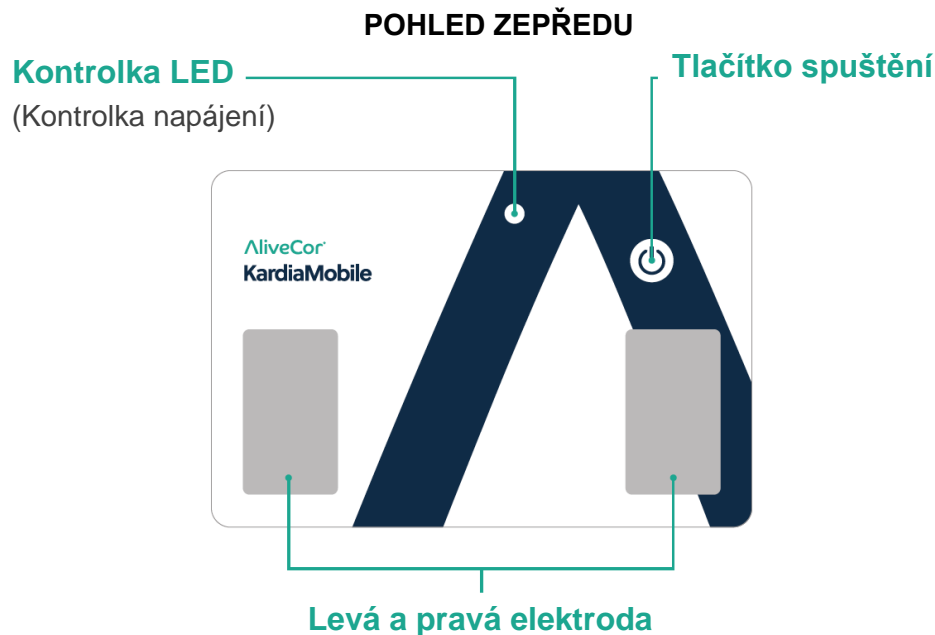 POHLED ZEPŘEDU
Kontrolka LED
(Kontrolka napájení)
Tlačítko spuštění
AliveCor
KardiaMobile
Levá a pravá elektroda